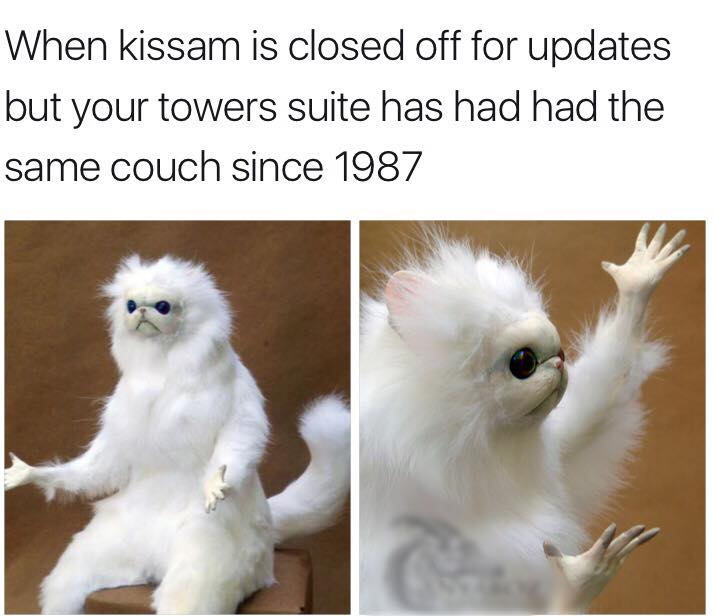 When kissam is closed off for updates
but your towers suite has had had the
same couch since 1987